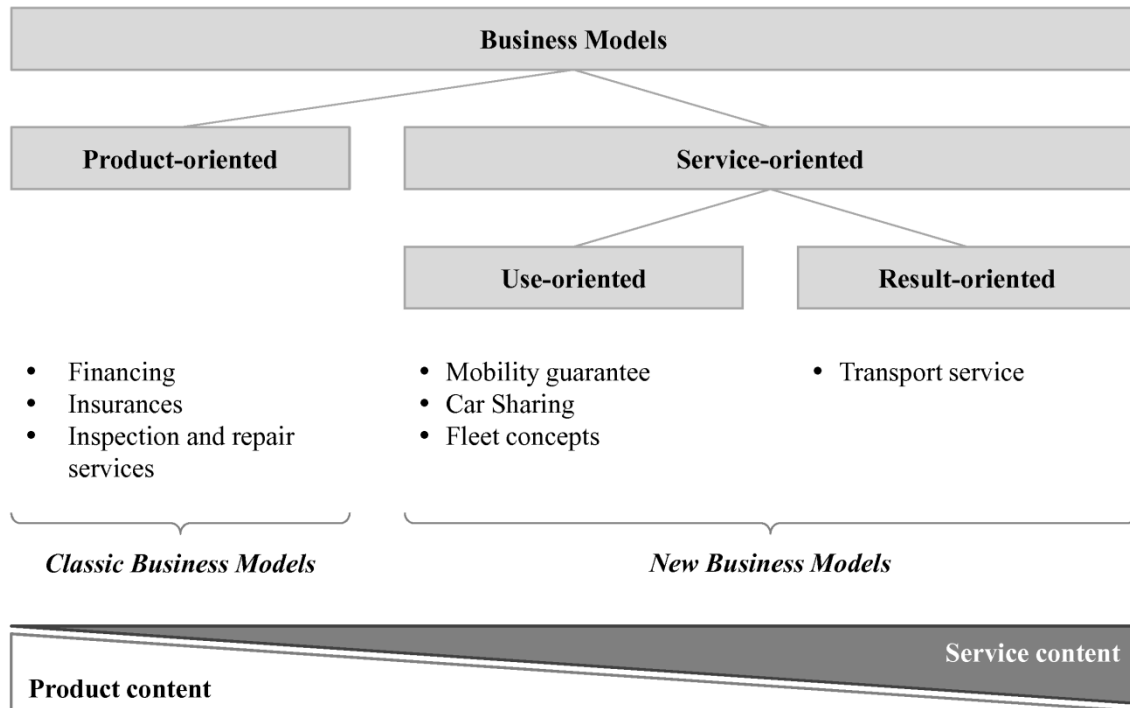 Business Models
Product-oriented
Service-oriented
Use-oriented
Result-oriented
• Financing
• Insurances
• Inspection and repair
services
• Mobility guarantee
• Car Sharing
• Fleet concepts
• Transport service
Classic Business Models
New Business Models
Service content
Product content